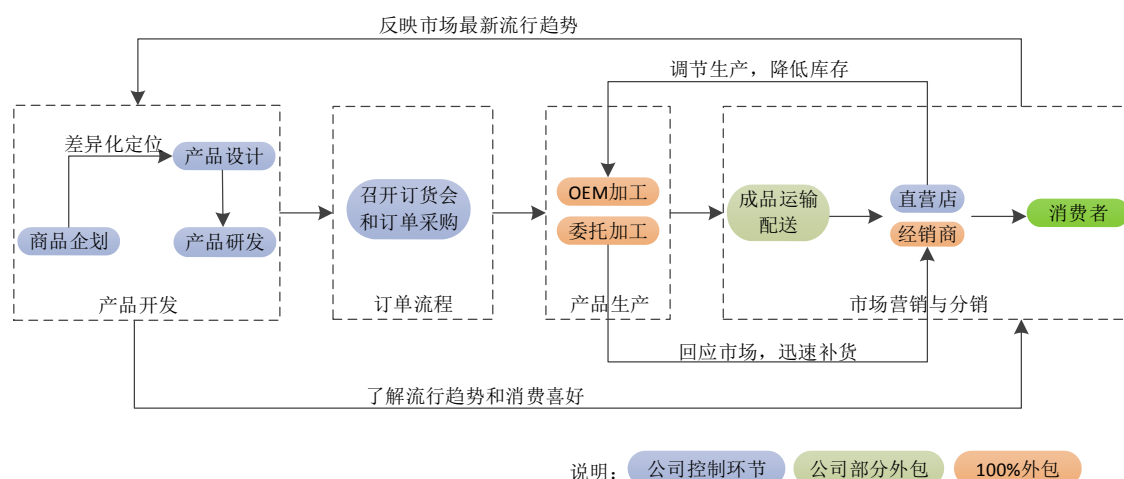 反映市场最新流行趋势
调节生产，降低库存
差异化定位
产品设计
商品企划
产品研发
产品开发
召开订货会
和订单采购
订单流程
OEM加工
委托加工
产品生产
成品运输
配送
直营店
经销商
消费者
市场营销与分销
回应市场，迅速补货
了解流行趋势和消费喜好
说明：
公司控制环节
公司部分外包
100%外包